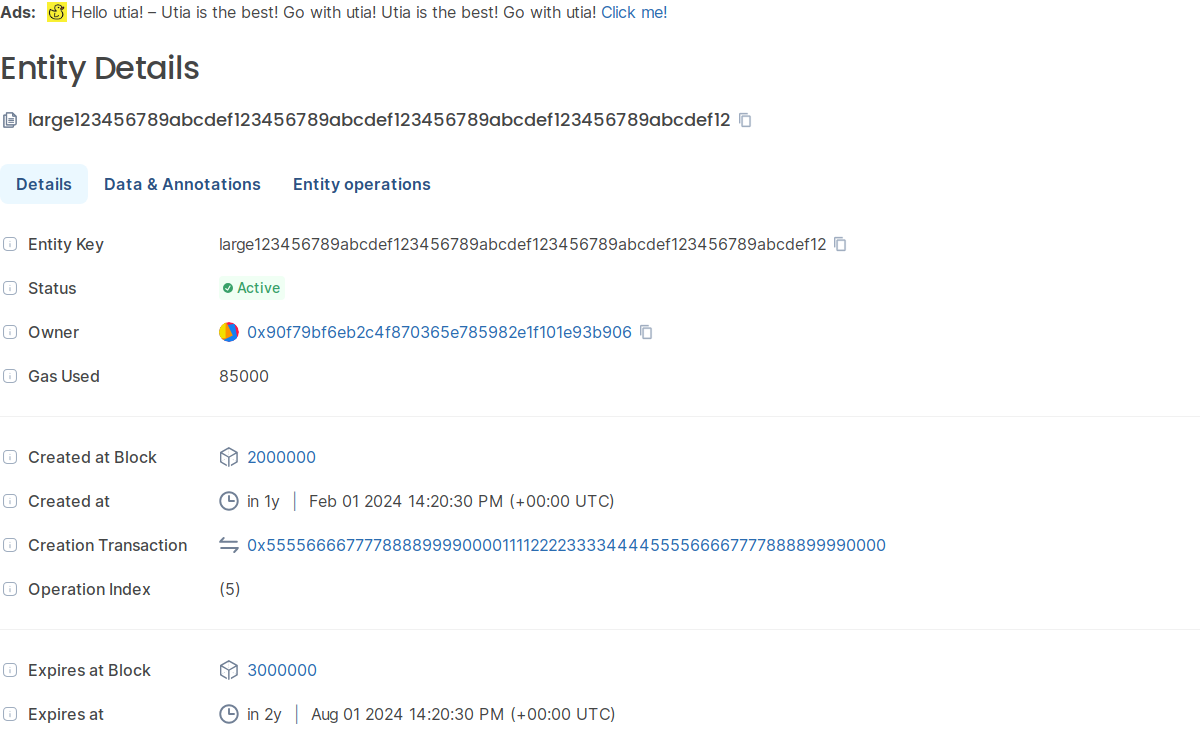 Ads: Hello utia! – Utia is the best! Go with utia! Utia is the best! Go with utia! Click me!
Entity Details
large123456789abcdef123456789abcdef123456789abcdef123456789abcdef12
Details Data & Annotations Entity operations
Entity Key large123456789abcdef123456789abcdef123456789abcdef123456789abcdef12
Status Active
Owner 0x90f79bf6eb2c4f870365e785982e1f101e93b906
Gas Used 85000
Created at Block 2000000
Created at in 1y | Feb 01 2024 14:20:30 PM (+00:00 UTC)
Creation Transaction 0x5555666677778888999900001111222233334444555566667777888899990000
Operation Index (5)
Expires at Block 3000000
Expires at in 2y | Aug 01 2024 14:20:30 PM (+00:00 UTC)